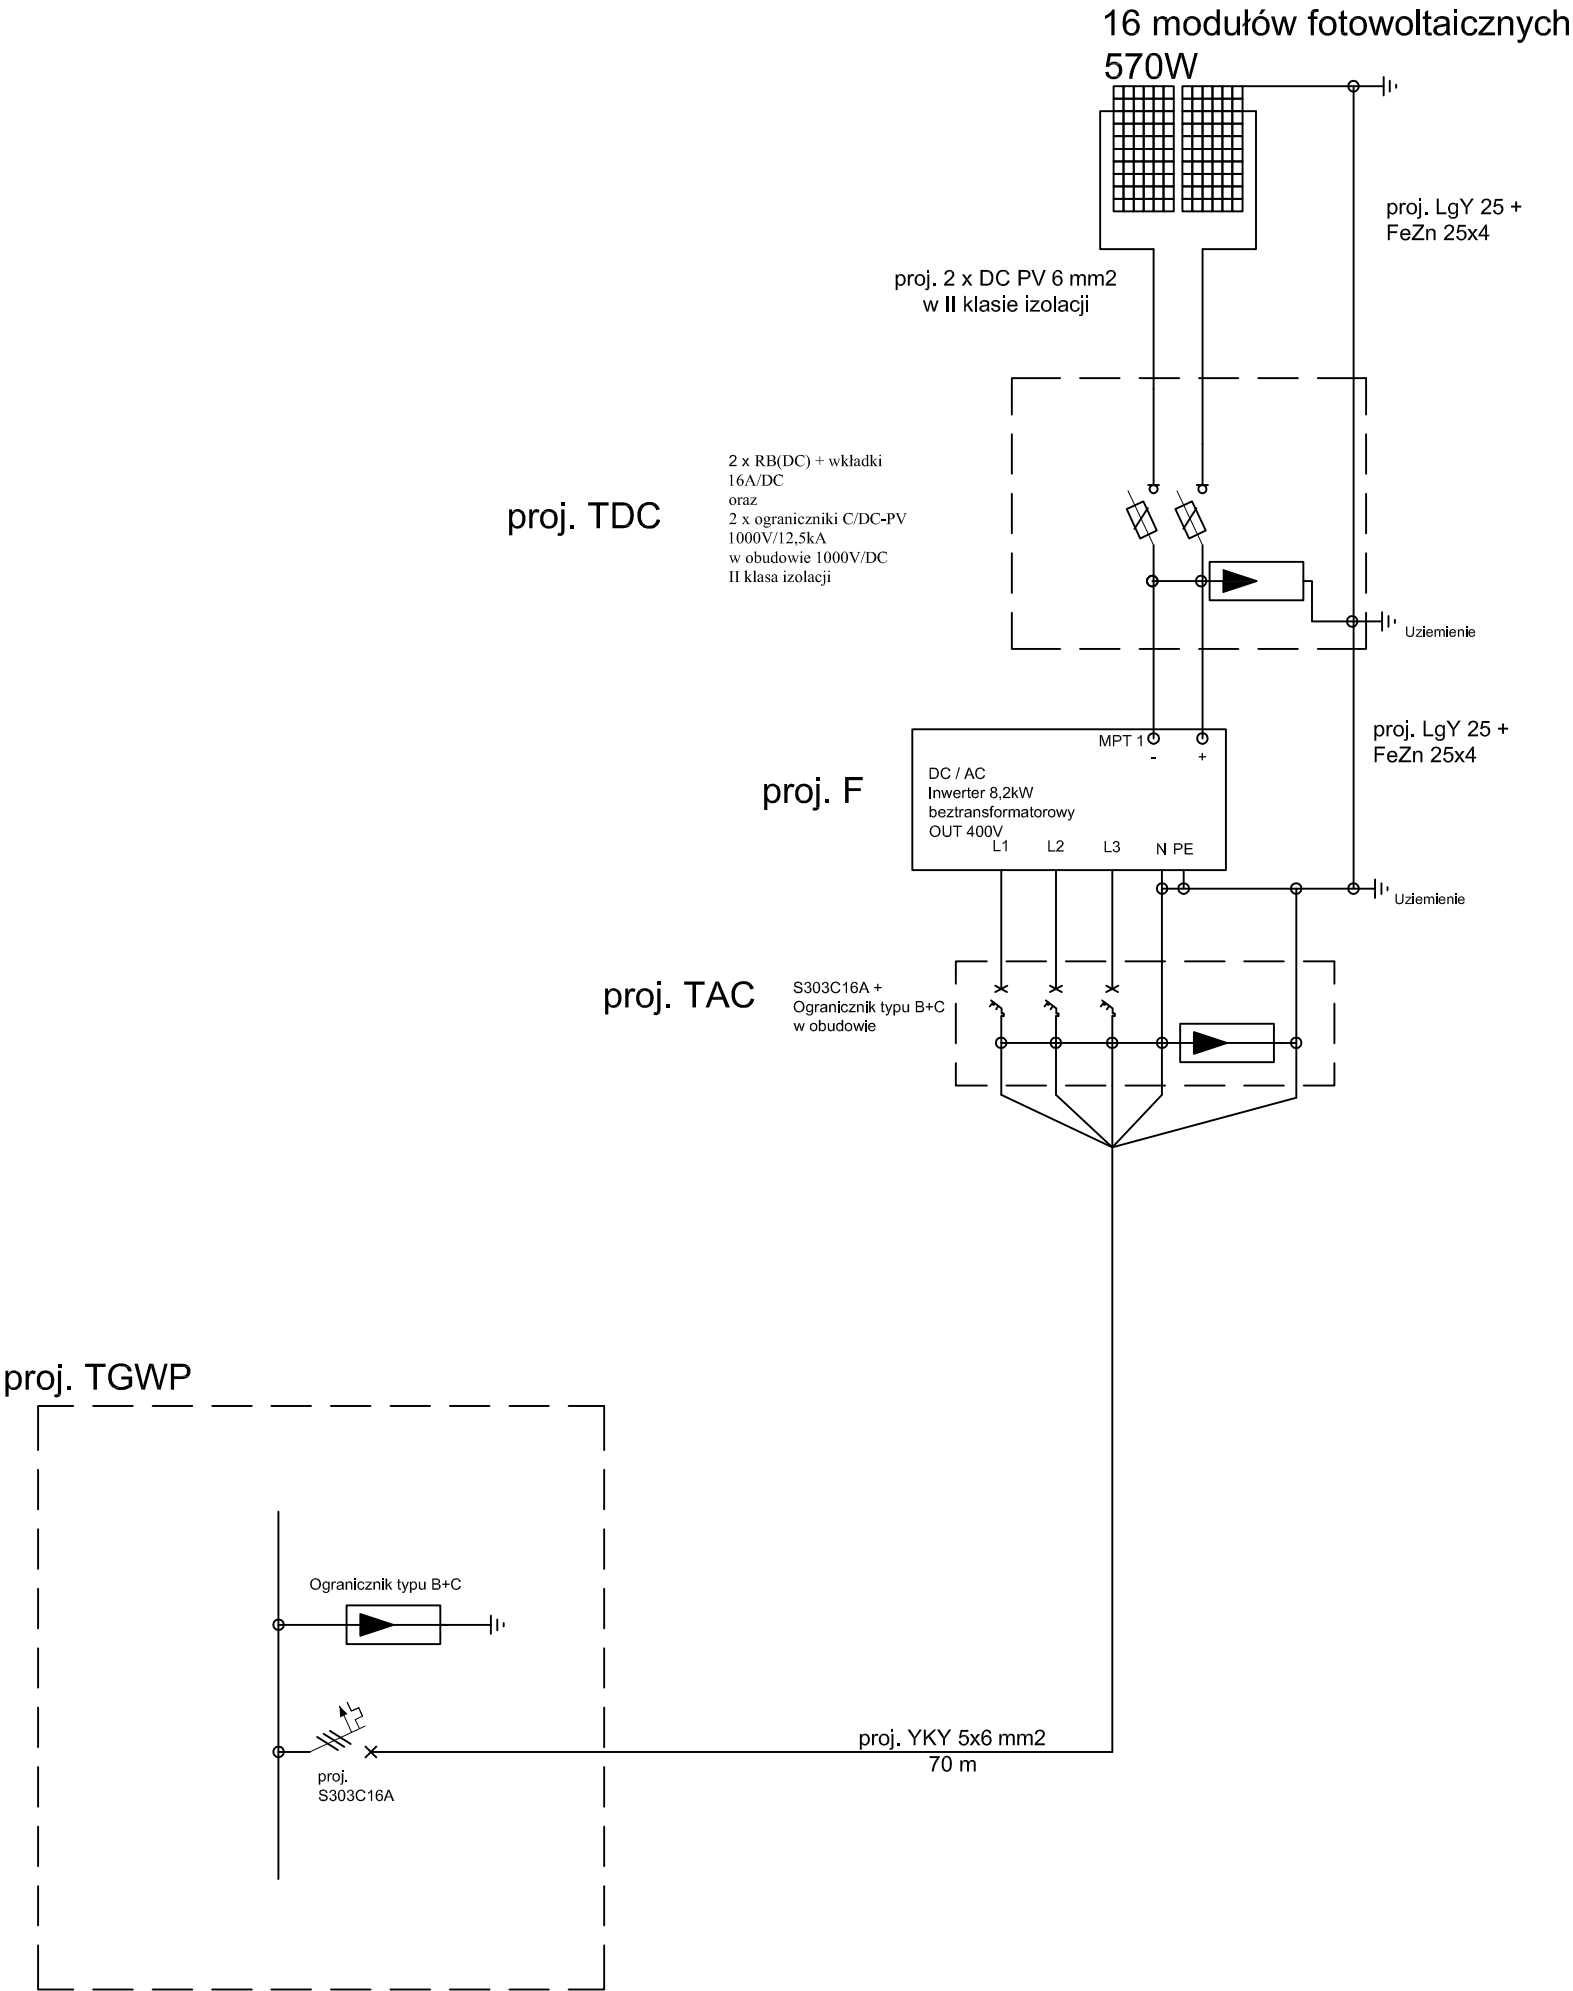 16 modułów fotowoltaicznych
570W
proj. LgY 25 +
FeZn 25x4
proj. 2 x DC PV 6 mm2
w II klasie izolacji
proj. TDC
2 x RB(DC) + wkładki
16A/DC
oraz
2 x ograniczniki C/DC-PV
1000V/12,5kA
w obudowie 1000V/DC
II klasa izolacji
Uziemienie
proj. LgY 25 +
FeZn 25x4
proj. F
MPT 1
- +
DC / AC
Inwerter 8,2kW
beztransformatorowy
OUT 400V
L1 L2 L3 N PE
Uziemienie
proj. TAC
S303C16A +
Ogranicznik typu B+C
w obudowie
proj. TGWP
Ogranicznik typu B+C
proj.
S303C16A
proj. YKY 5x6 mm2
70 m